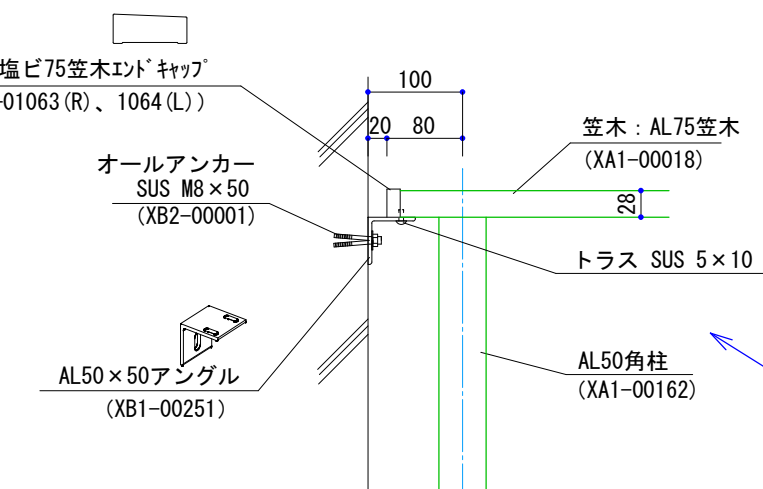 塩ビ75笠木エンドキャップ
-01063(R)、1064(L))
100
20 80
笠木：AL75笠木
(XA1-00018)
オールアンカー
SUS M8×50
(XB2-00001)
28
トラス SUS 5×10
AL50×50アングル
(XB1-00251)
AL50角柱
(XA1-00162)